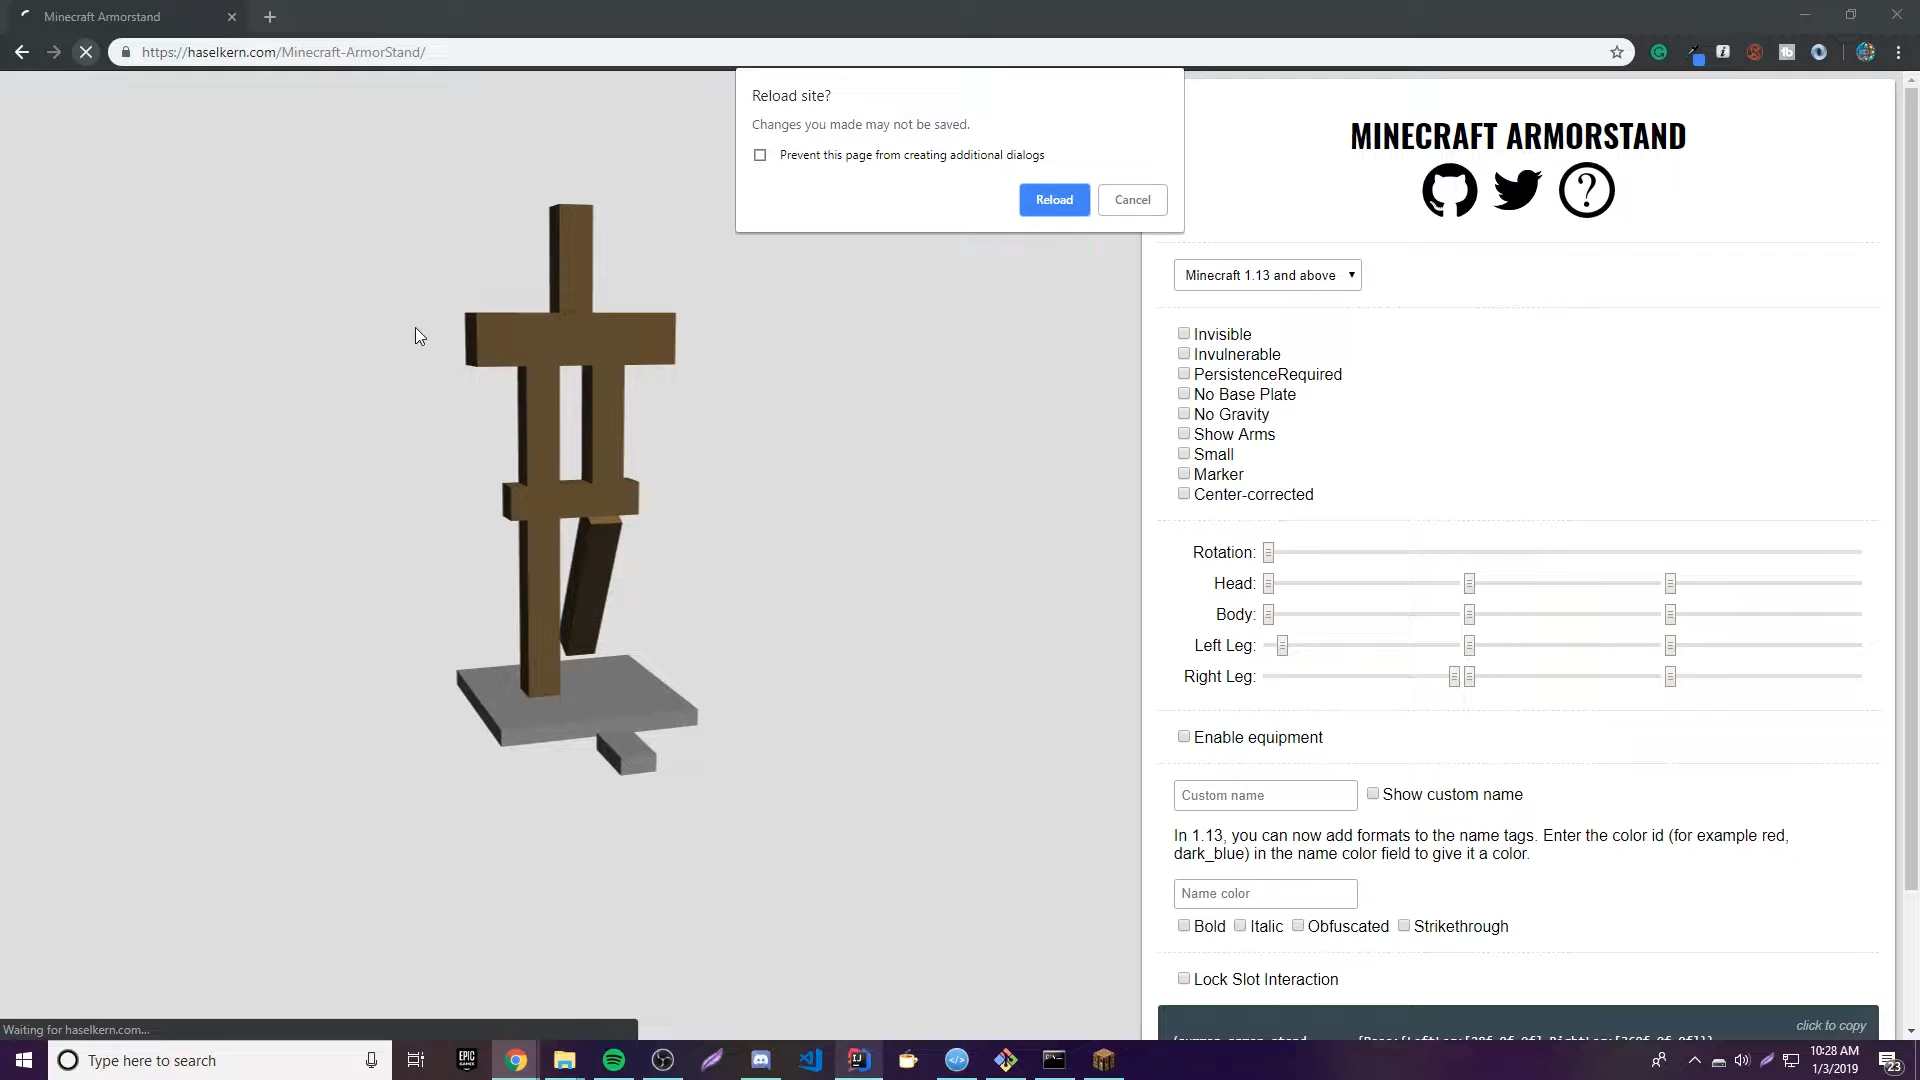 Minecraft Armorstand
https://haselkern.com/Minecraft-ArmorStand/
Reload site?
Changes you made may not be saved.
Prevent this page from creating additional dialogs
Reload
Cancel
MINECRAFT ARMORSTAND
Minecraft 1.13 and above
Invisible
Invulnerable
PersistenceRequired
No Base Plate
No Gravity
Show Arms
Small
Marker
Center-corrected
Rotation:
Head:
Body:
Left Leg:
Right Leg:
Enable equipment
Custom name
Show custom name
In 1.13, you can now add formats to the name tags. Enter the color id (for example red,
dark_blue) in the name color field to give it a color.
Name color
Bold Italic Obfuscated Strikethrough
Lock Slot Interaction
click to copy
Waiting for haselkern.com...
Type here to search
EPIC
GAMES
IJ
10:28 AM
1/3/2019
23